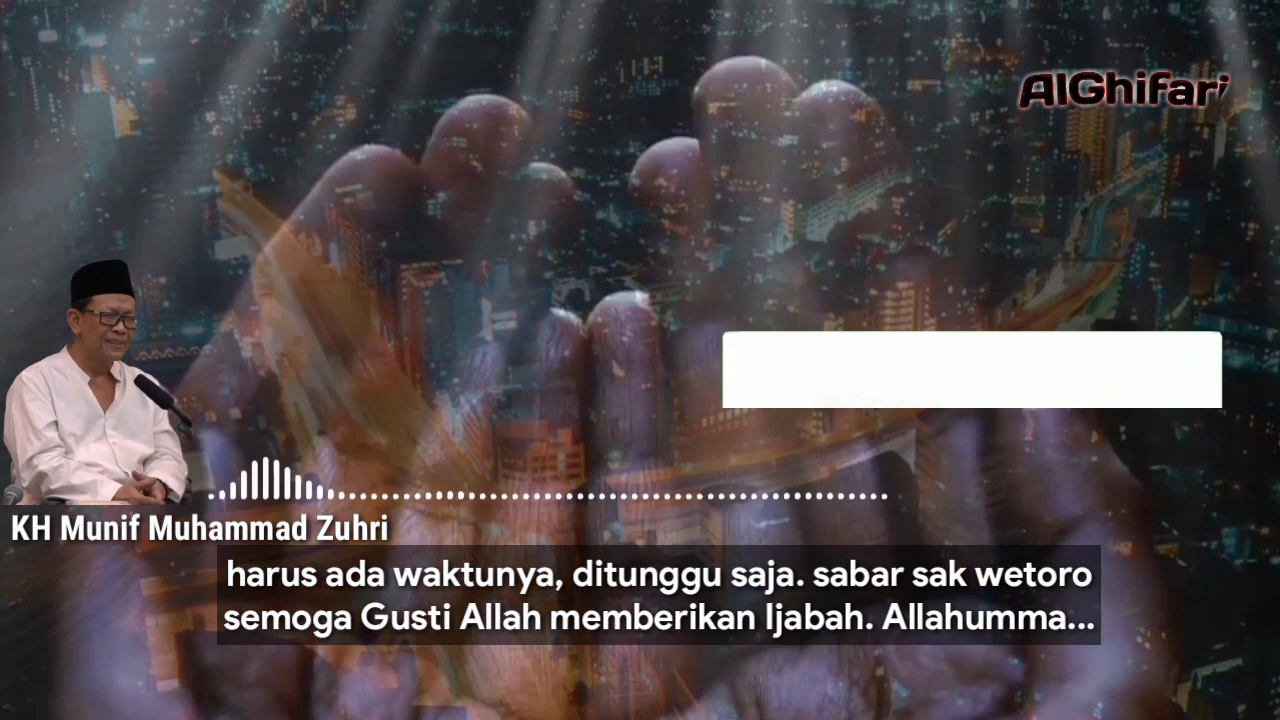 AlGhifari
KH Munif Muhammad Zuhri
harus ada waktunya, ditunggu saja. sabar sak wetoro
semoga Gusti Allah memberikan Ijabah. Allahumma...